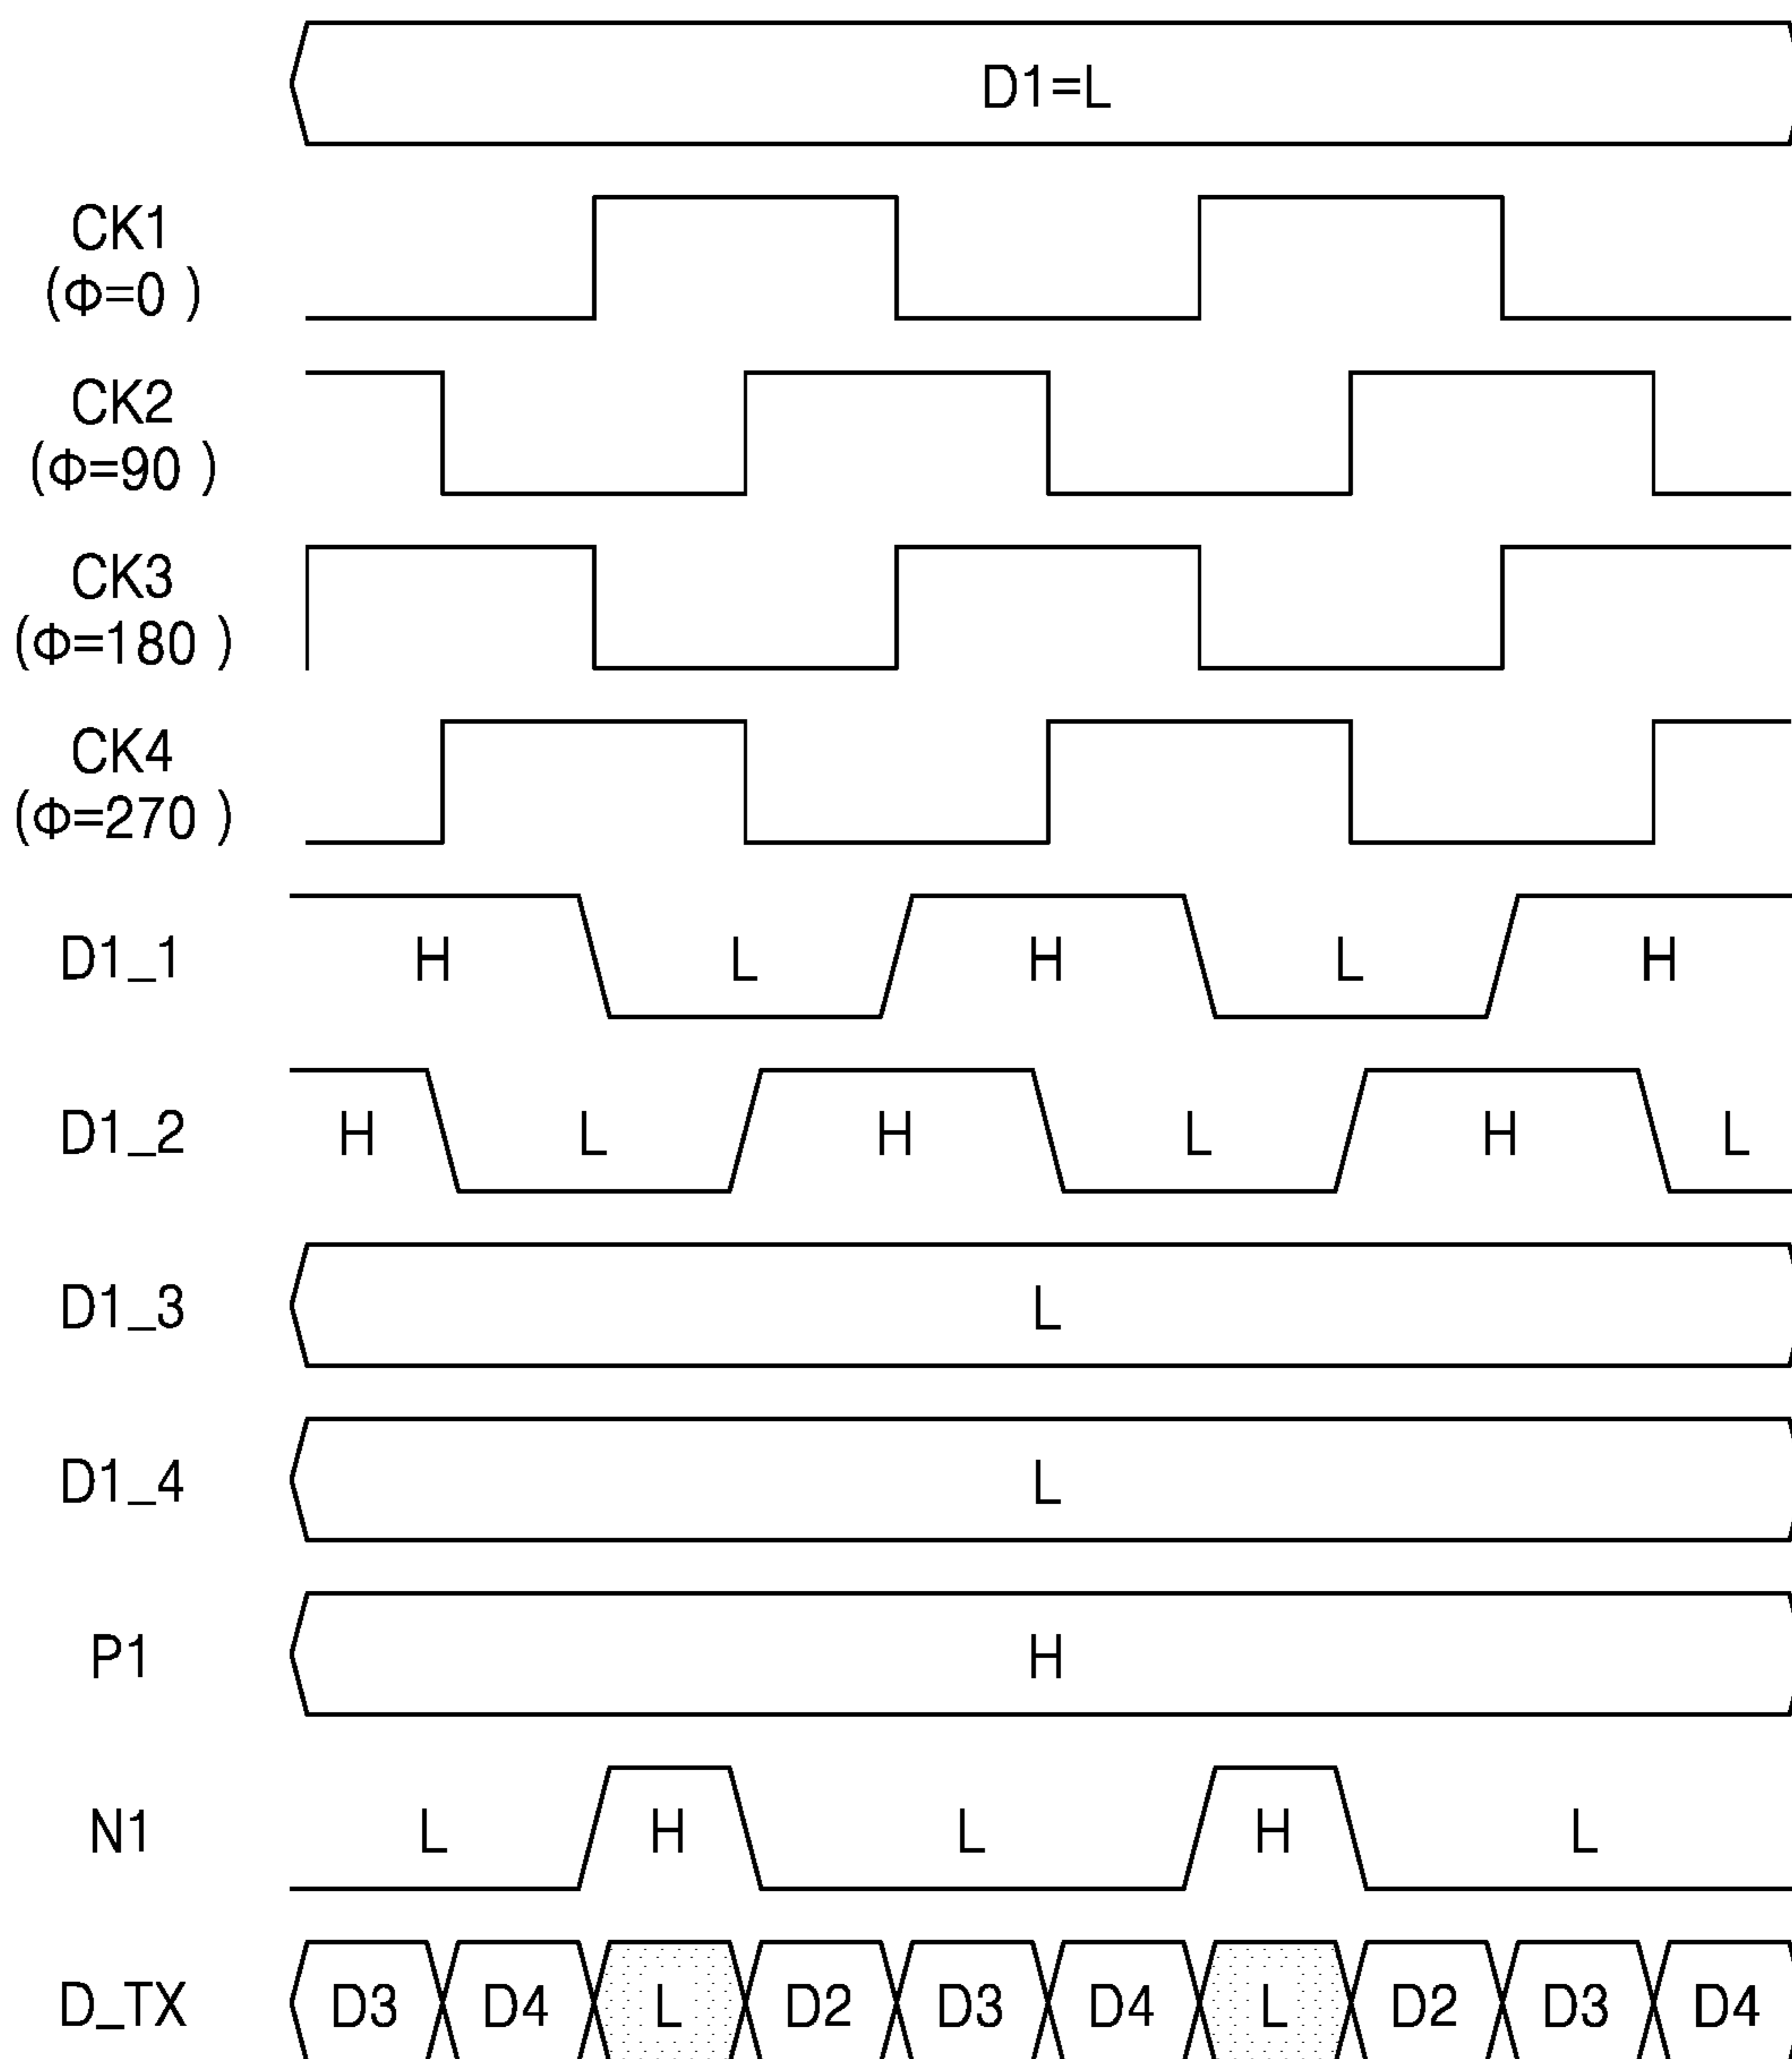 D1=L
CK1
(Φ=0 )
CK2
(Φ=90 )
CK3
(Φ=180 )
CK4
(Φ=270 )
D1_1 H L H L H
D1_2 H L H L H L
D1_3 L
D1_4 L
P1 H
N1 L H L H L
D_TX D3 D4 L D2 D3 D4 L D2 D3 D4